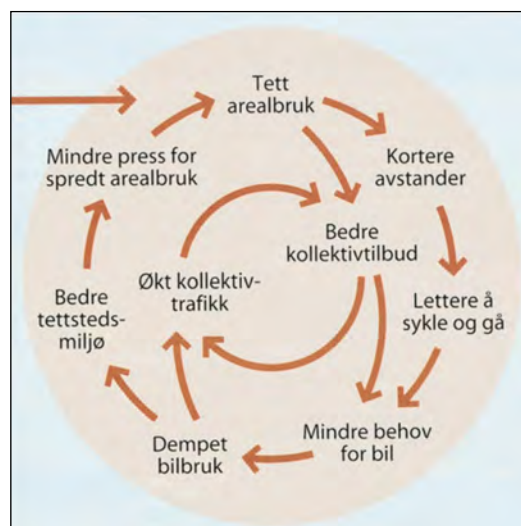 Tett
arealbruk
Kortere
avstander
Mindre press for
spredt arealbruk
Bedre
kollektivtilbud
Økt kollektiv-
trafikk
Lettere å
sykle og gå
Bedre
tettsteds-
miljø
Mindre behov
for bil
Dempet
bilbruk